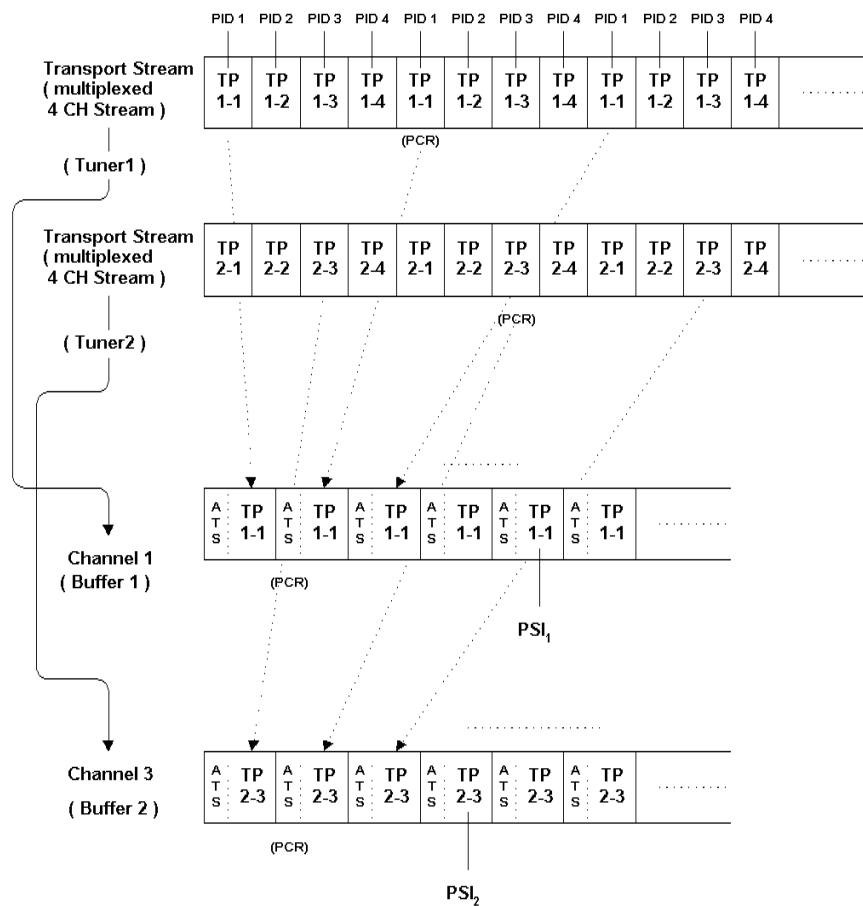 PID 1 PID 2 PID 3 PID 4 PID 1 PID 2 PID 3 PID 4 PID 1 PID 2 PID 3 PID 4
Transport Stream
( multiplexed
4 CH Stream )
TP TP TP TP TP TP TP TP TP TP TP TP
1-1 1-2 1-3 1-4 1-1 1-2 1-3 1-4 1-1 1-2 1-3 1-4
(PCR)
( Tuner1 )
Transport Stream
(multiplexed
4 CH Stream )
TP TP TP TP TP TP TP TP TP TP TP TP
2-1 2-2 2-3 2-4 2-1 2-2 2-3 2-4 2-1 2-2 2-3 2-4
(PCR)
( Tuner2 )
ATS TP 1-1 ATS TP 1-1 ATS TP 1-1 ATS TP 1-1 ATS TP 1-1 ATS TP 1-1
Channel 1
( Buffer 1 )
(PCR)
PSI1
ATS TP 2-3 ATS TP 2-3 ATS TP 2-3 ATS TP 2-3 ATS TP 2-3 ATS TP 2-3
Channel 3
( Buffer 2 )
(PCR)
PSI2